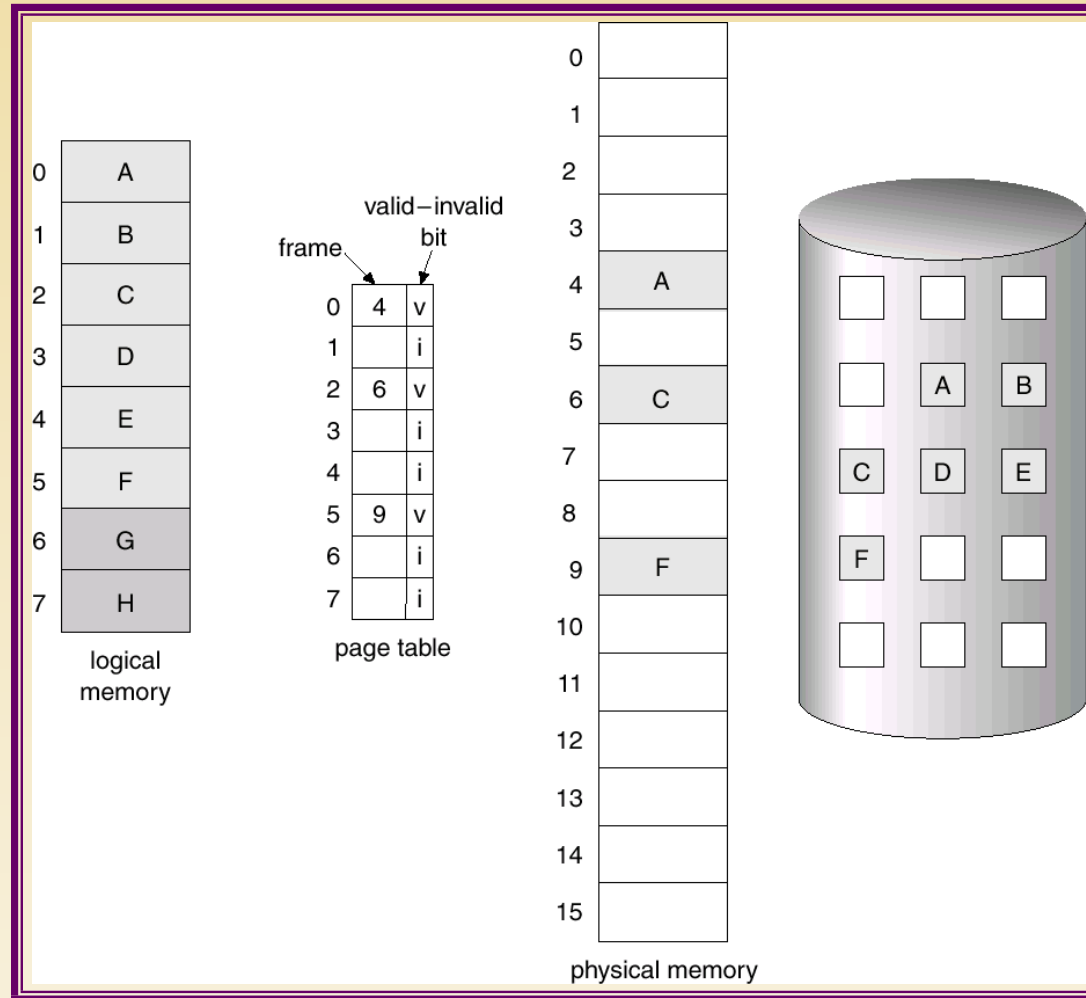 0 A
1 B
2 C
3 D
4 E
5 F
6 G
7 H
logical
memory
valid–invalid
bit
frame
0 4 v
1 i
2 6 v
3 i
4 i
5 9 v
6 i
7 i
page table
0
1
2
3
4 A
5
6 C
7
8
9 F
10
11
12
13
14
15
physical memory
A B
C D E
F